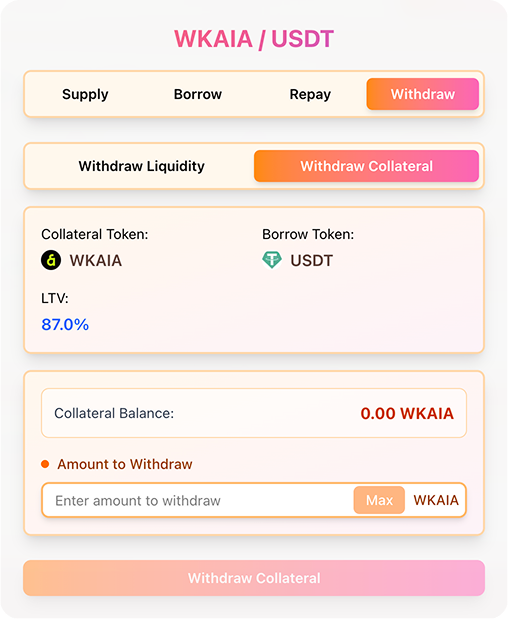 WKAIA / USDT
Supply Borrow Repay Withdraw
Withdraw Liquidity Withdraw Collateral
Collateral Token: Borrow Token:
WKAIA USDT
LTV:
87.0%
Collateral Balance: 0.00 WKAIA
Amount to Withdraw
Enter amount to withdraw Max WKAIA
Withdraw Collateral